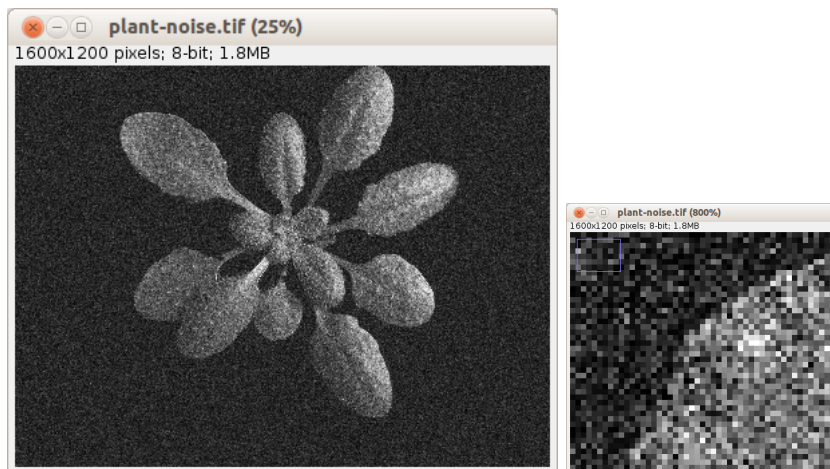 plant-noise.tif (25%)
1600x1200 pixels; 8-bit; 1.8MB
plant-noise.tif (800%)
1600x1200 pixels; 8-bit; 1.8MB